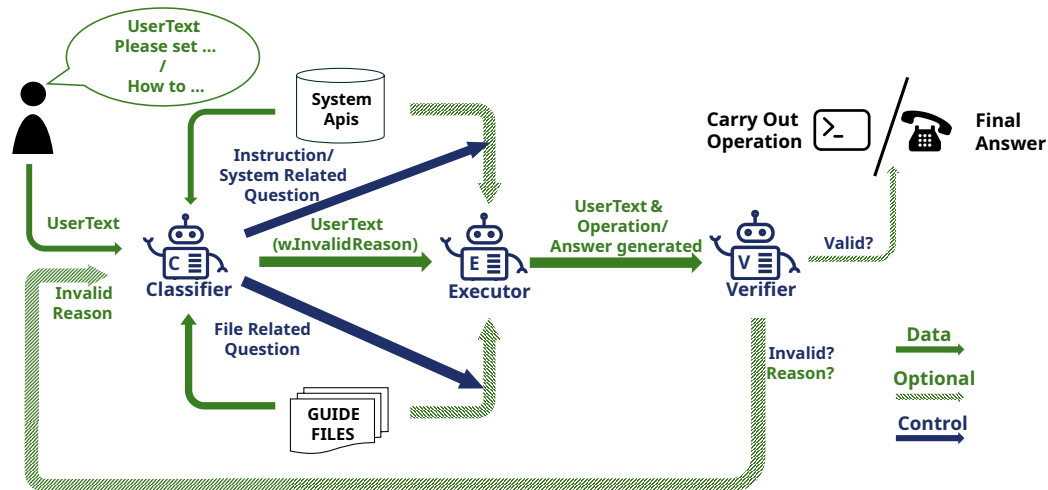 UserText
Please set ...
/
How to ...
System
Apis
Carry Out
Operation
Final
Answer
Instruction/
System Related
Question
UserText
UserText
(w.InvalidReason)
UserText &
Operation/
Answer generated
Valid?
C
E
V
Classifier
Executor
Verifier
Invalid
Reason
File Related
Question
GUIDE
FILES
Invalid?
Reason?
Data
Optional
Control